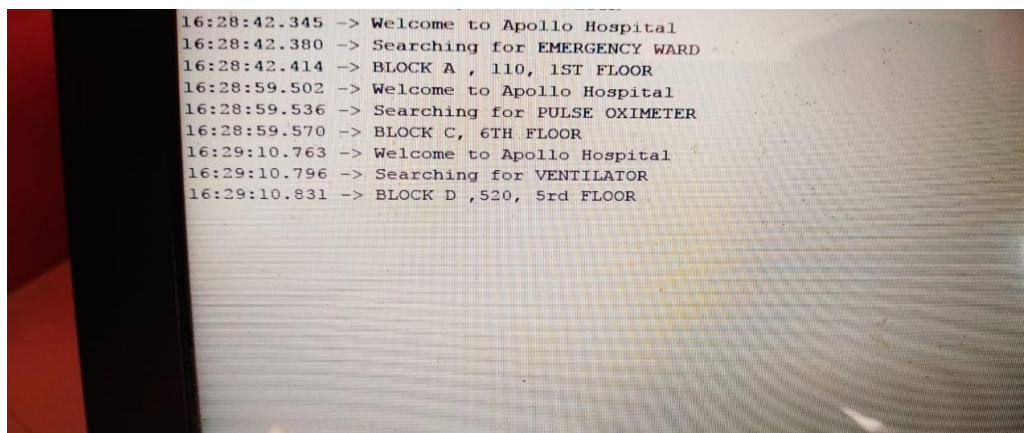 16:28:42.345 -> Welcome to Apollo Hospital
16:28:42.380 -> Searching for EMERGENCY WARD
16:28:42.414 -> BLOCK A , 110, 1ST FLOOR
16:28:59.502 -> Welcome to Apollo Hospital
16:28:59.536 -> Searching for PULSE OXIMETER
16:28:59.570 -> BLOCK C, 6TH FLOOR
16:29:10.763 -> Welcome to Apollo Hospital
16:29:10.796 -> Searching for VENTILATOR
16:29:10.831 -> BLOCK D ,520, 5rd FLOOR